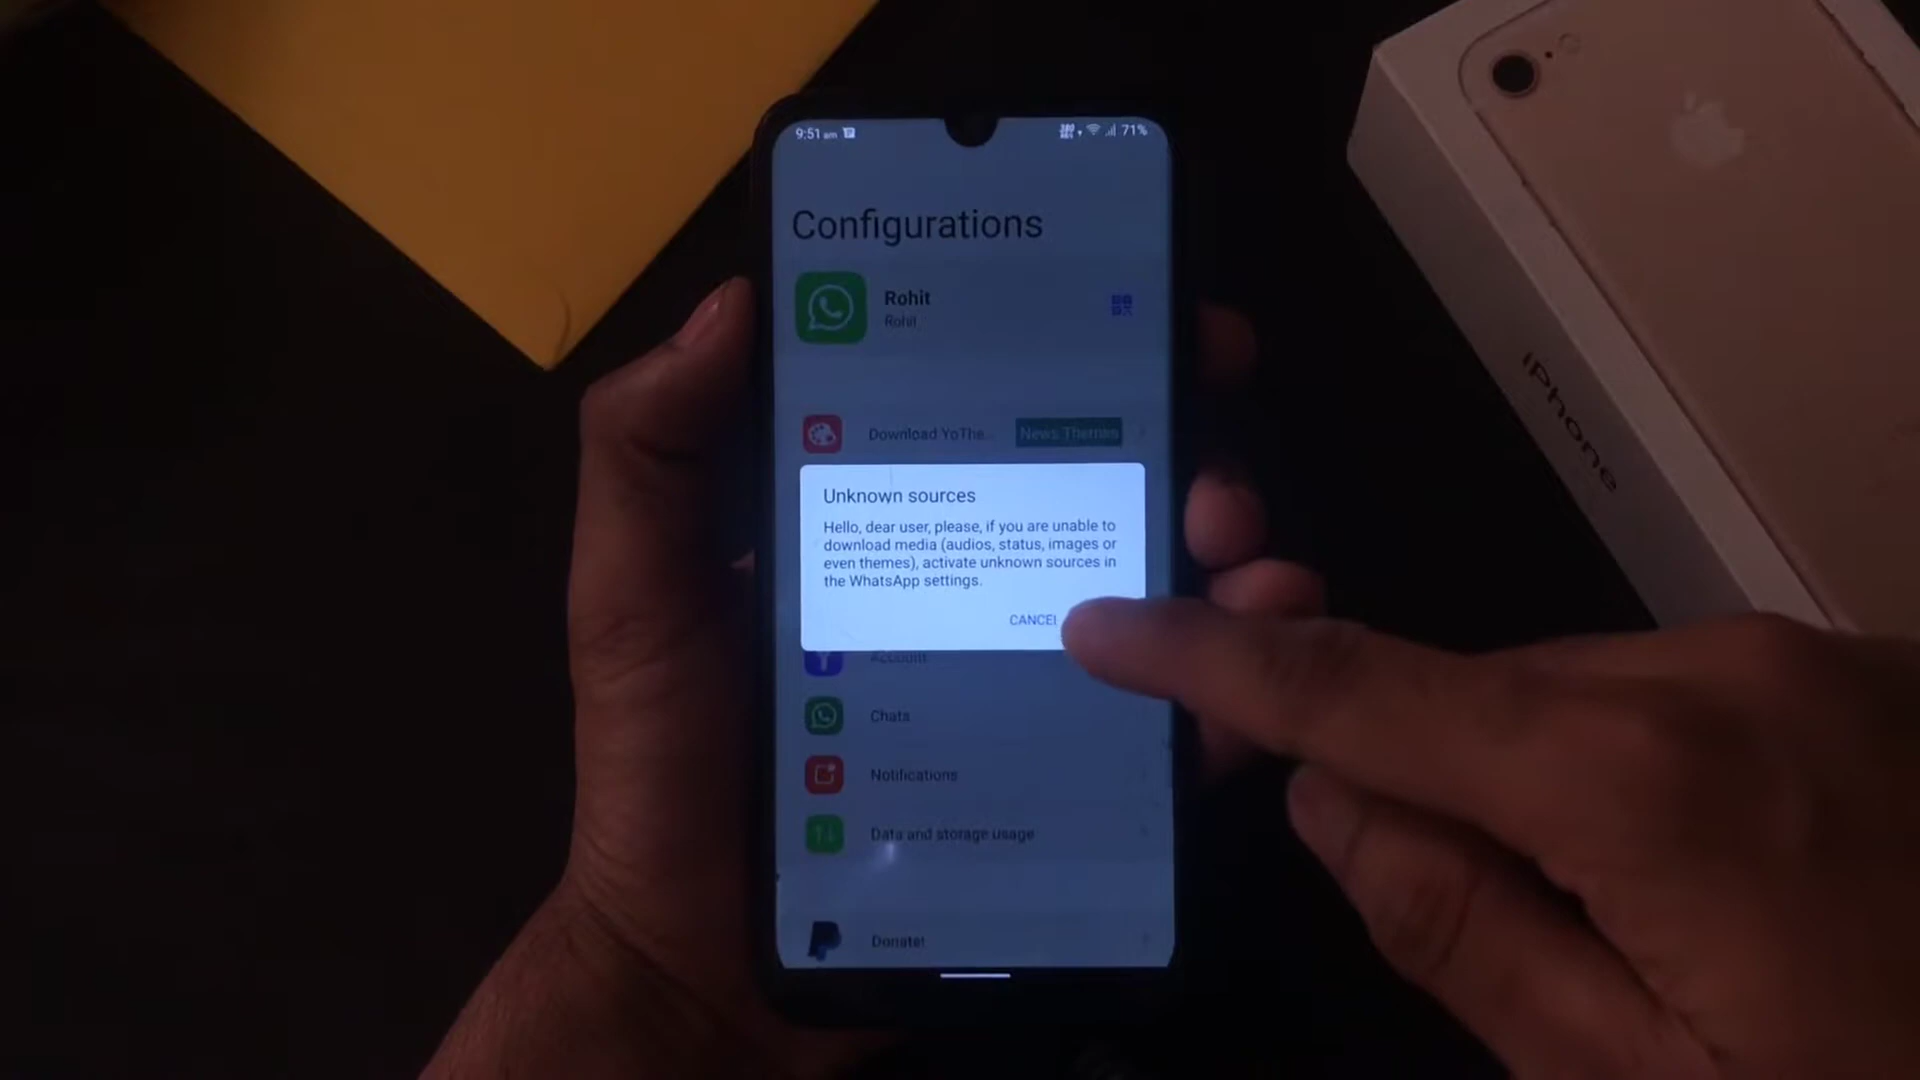 9:51 am
71%
Configurations
Rohit
Rohit
Download YoThe...
News Themes
Unknown sources
Hello, dear user, please, if you are unable to
download media (audios, status, images or
even themes), activate unknown sources in
the WhatsApp settings.
CANCEL
Account
Chats
Notifications
Data and storage usage
Donate!
iPhone